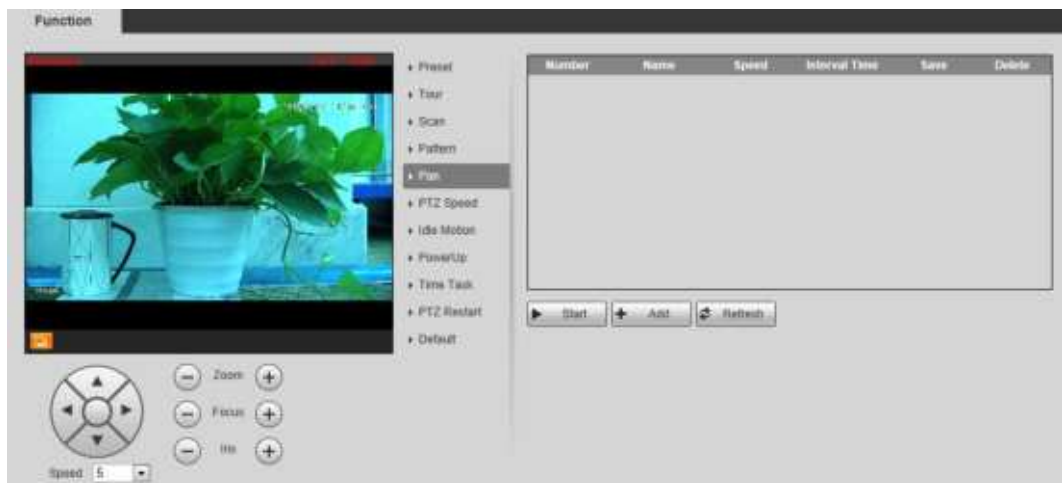 Function
Preset
Tour
Scan
Pattern
Pan
PTZ Speed
Idle Motion
PowerUp
Time Task
PTZ Restart
Default
Number Name Speed Interval Time Save Delete
Start Add Refresh
Zoom
Focus
Iris
Speed 5